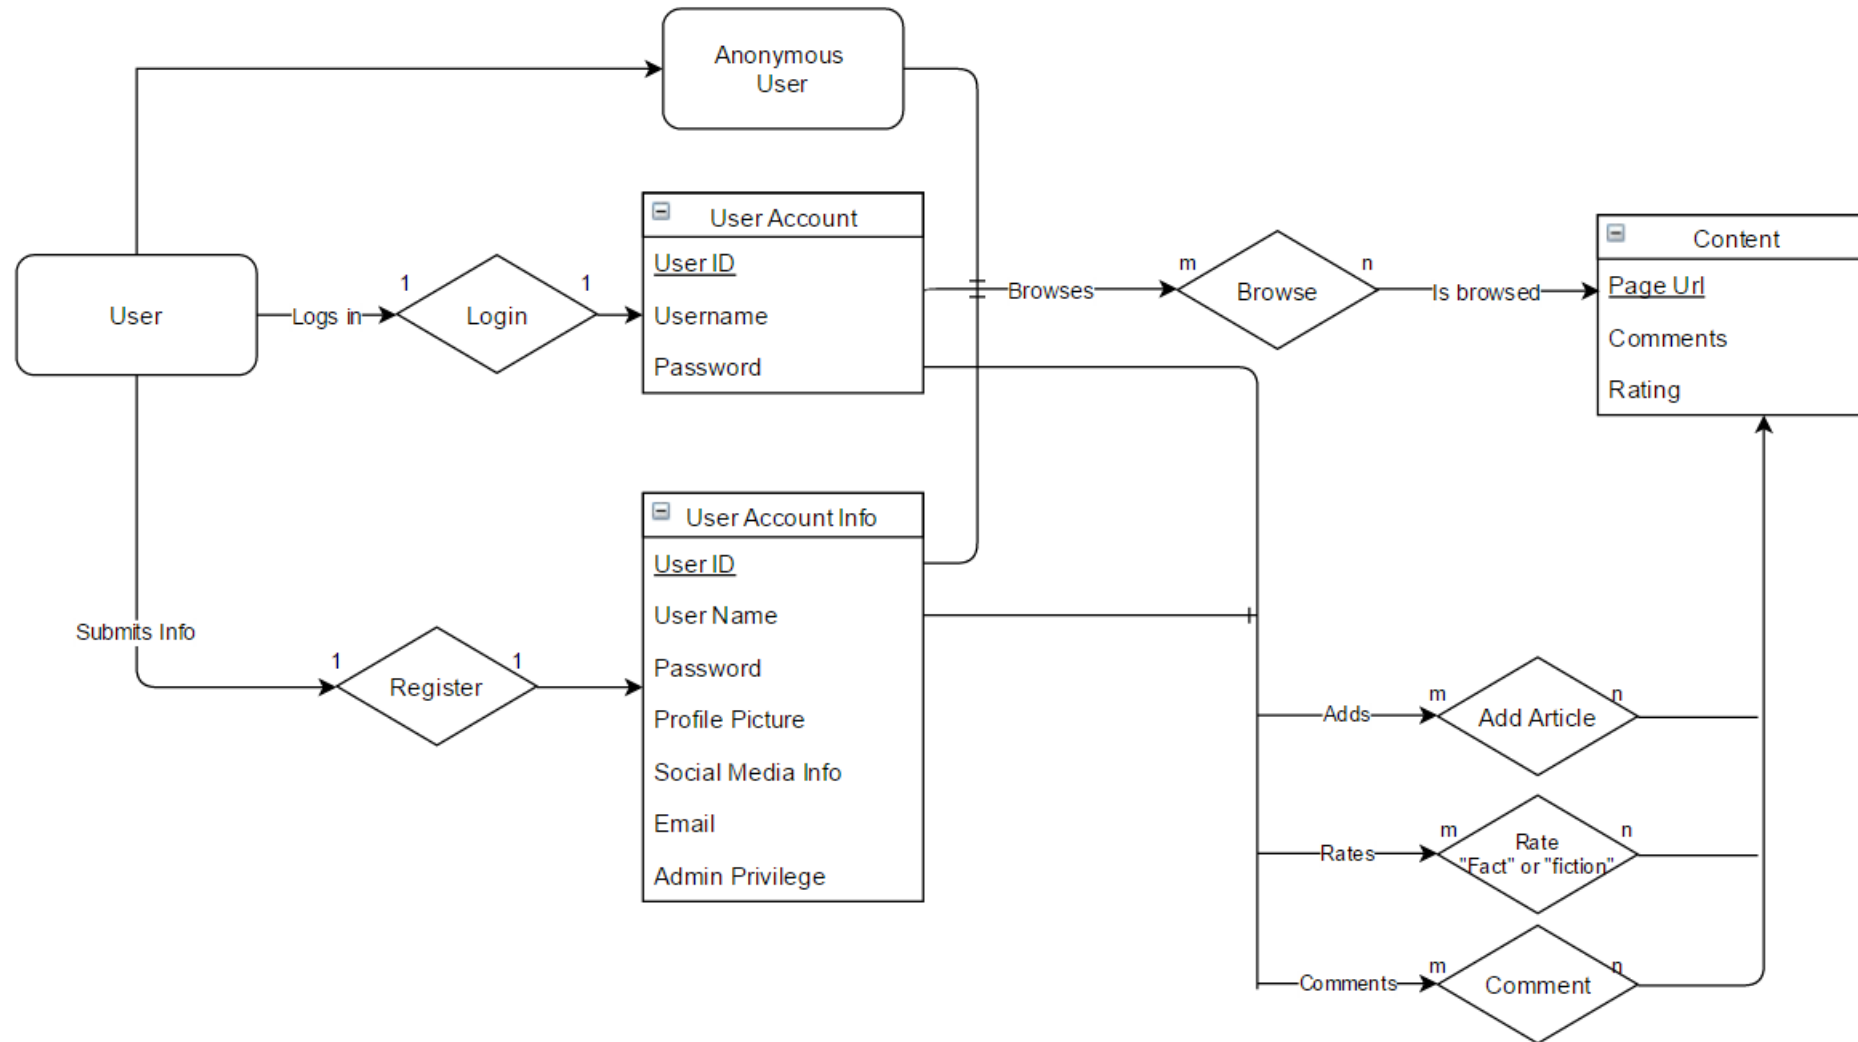 Anonymous
User
User Account
User ID
Username
Password
User
Logs in
1
Login
1
Browses
m
Browse
n
Is browsed
Content
Page Url
Comments
Rating
User Account Info
User ID
User Name
Password
Profile Picture
Social Media Info
Email
Admin Privilege
Submits Info
1
Register
1
Adds
m
Add Article
n
Rates
m
Rate
"Fact" or "fiction"
n
Comments
m
Comment
n